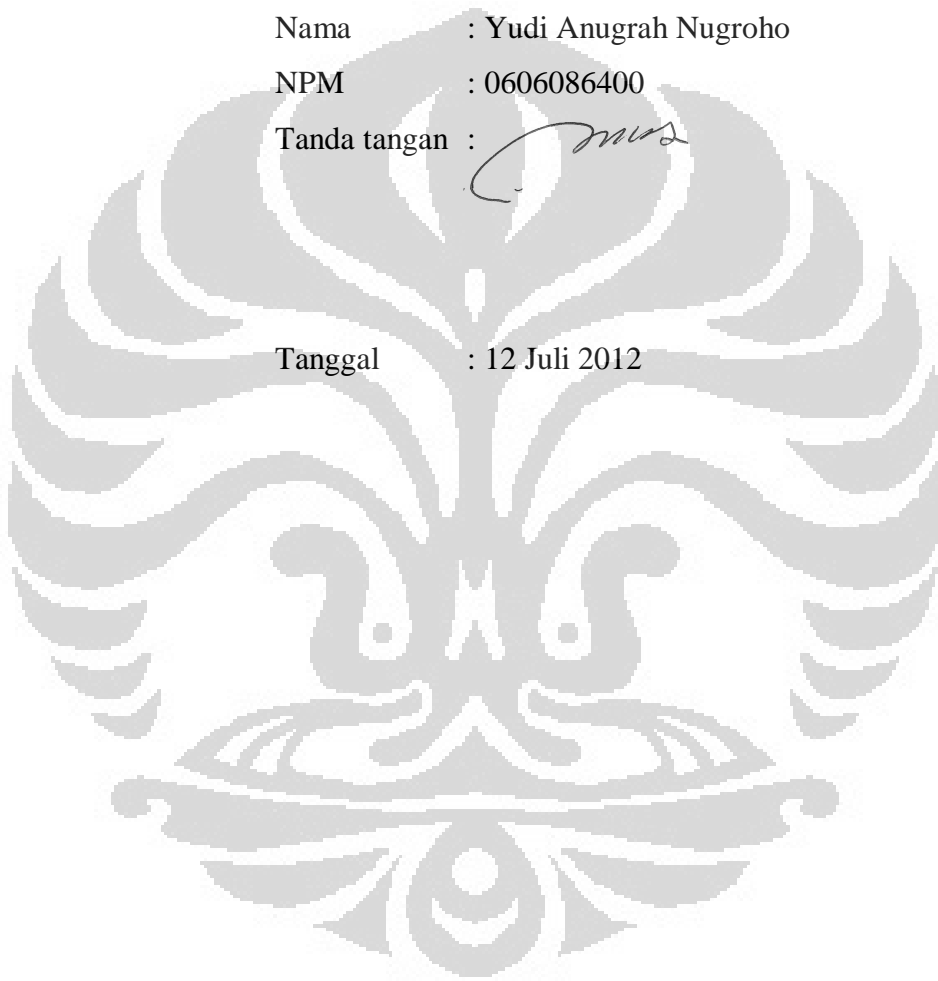 Nama : Yudi Anugrah Nugroho
NPM : 0606086400
Tanda tangan :
Tanggal : 12 Juli 2012